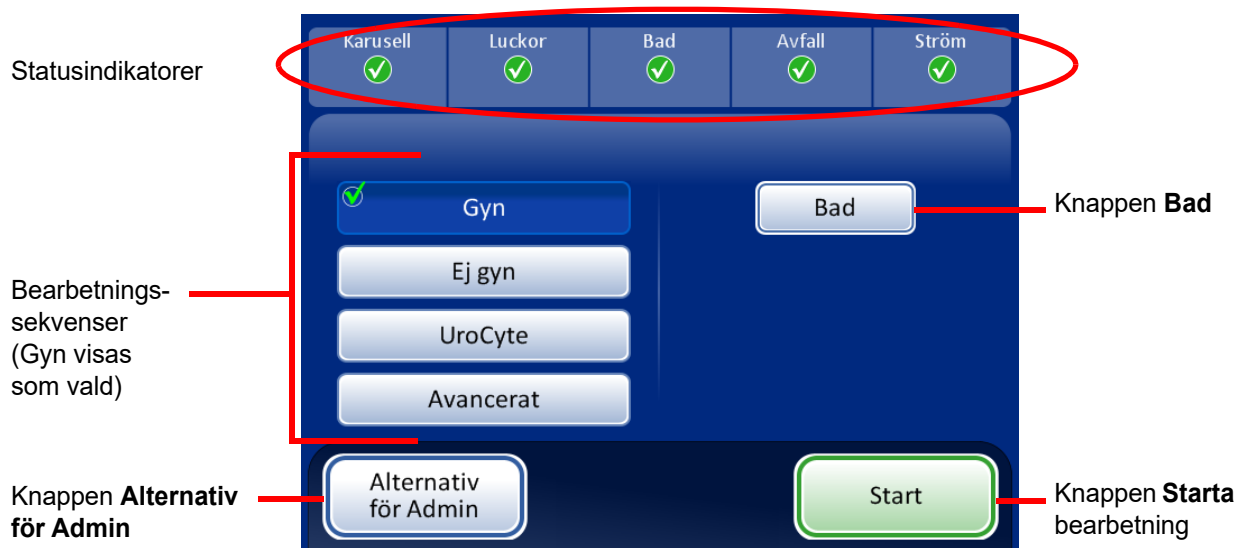 Statusindikatorer
Karusell
Luckor
Bad
Avfall
Ström
Gyn
Ej gyn
UroCyte
Avancerat
Bad
Knappen Bad
Bearbetnings-
sekvenser
(Gyn visas
som vald)
Knappen Alternativ
för Admin
Alternativ
för Admin
Start
Knappen Starta
bearbetning